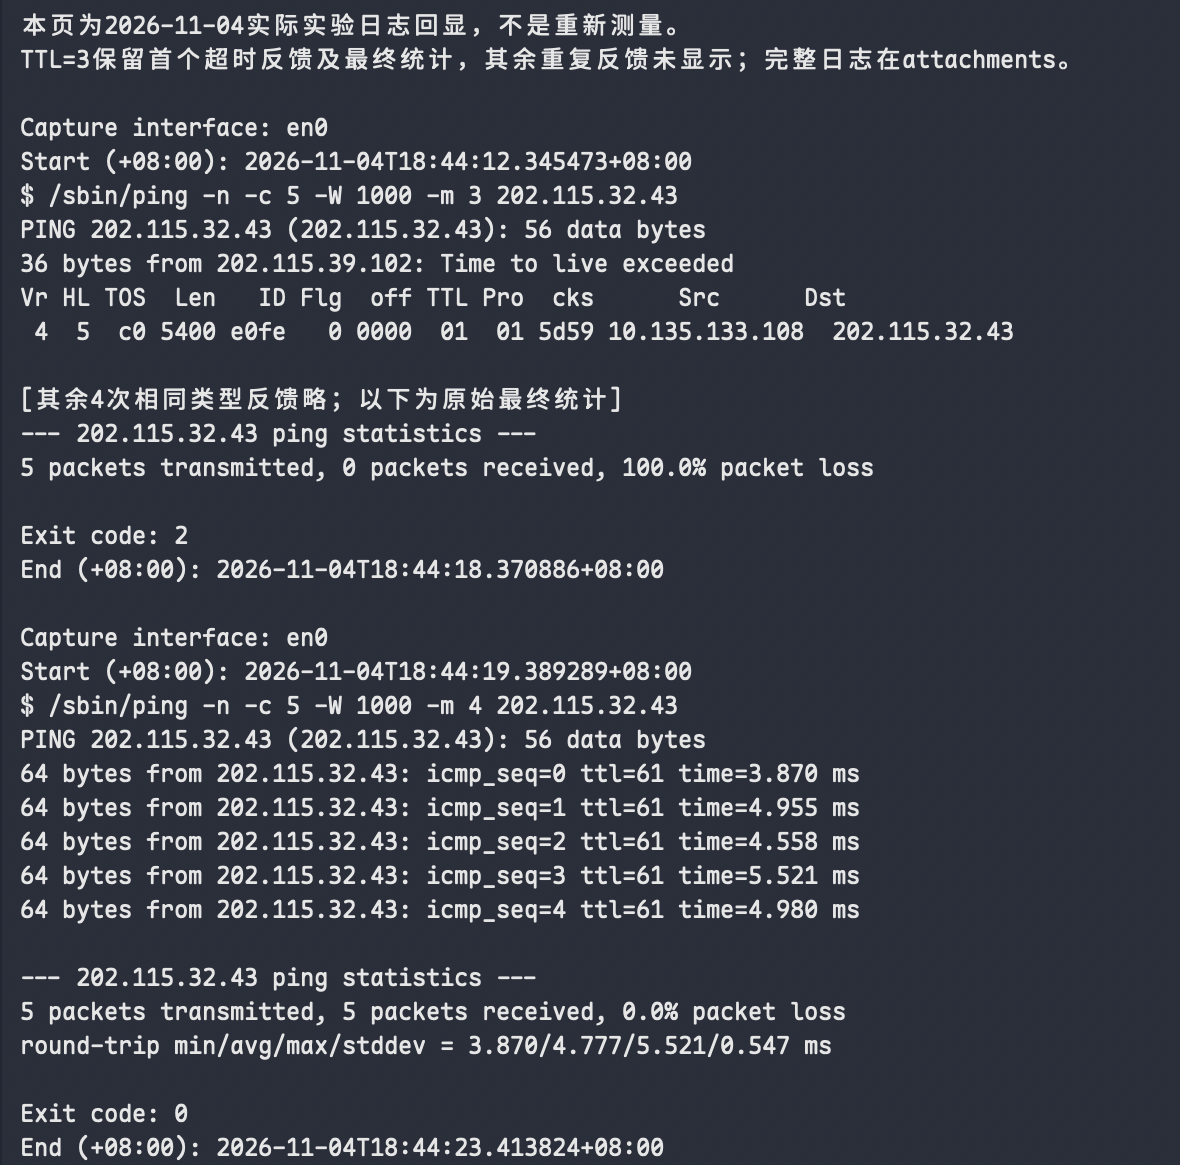 本页为2026-11-04实际实验日志回显，不是重新测量。
TTL=3保留首个超时反馈及最终统计，其余重复反馈未显示；完整日志在attachments。
Capture interface: en0
Start (+08:00): 2026-11-04T18:44:12.345473+08:00
$ /sbin/ping -n -c 5 -W 1000 -m 3 202.115.32.43
PING 202.115.32.43 (202.115.32.43): 56 data bytes
36 bytes from 202.115.39.102: Time to live exceeded
Vr HL TOS  Len   ID Flg  off TTL Pro  cks      Src      Dst
 4  5  c0 5400 e0fe   0 0000  01  01 5d59 10.135.133.108  202.115.32.43
[其余4次相同类型反馈略；以下为原始最终统计]
--- 202.115.32.43 ping statistics ---
5 packets transmitted, 0 packets received, 100.0% packet loss
Exit code: 2
End (+08:00): 2026-11-04T18:44:18.370886+08:00
Capture interface: en0
Start (+08:00): 2026-11-04T18:44:19.389289+08:00
$ /sbin/ping -n -c 5 -W 1000 -m 4 202.115.32.43
PING 202.115.32.43 (202.115.32.43): 56 data bytes
64 bytes from 202.115.32.43: icmp_seq=0 ttl=61 time=3.870 ms
64 bytes from 202.115.32.43: icmp_seq=1 ttl=61 time=4.955 ms
64 bytes from 202.115.32.43: icmp_seq=2 ttl=61 time=4.558 ms
64 bytes from 202.115.32.43: icmp_seq=3 ttl=61 time=5.521 ms
64 bytes from 202.115.32.43: icmp_seq=4 ttl=61 time=4.980 ms
--- 202.115.32.43 ping statistics ---
5 packets transmitted, 5 packets received, 0.0% packet loss
round-trip min/avg/max/stddev = 3.870/4.777/5.521/0.547 ms
Exit code: 0
End (+08:00): 2026-11-04T18:44:23.413824+08:00